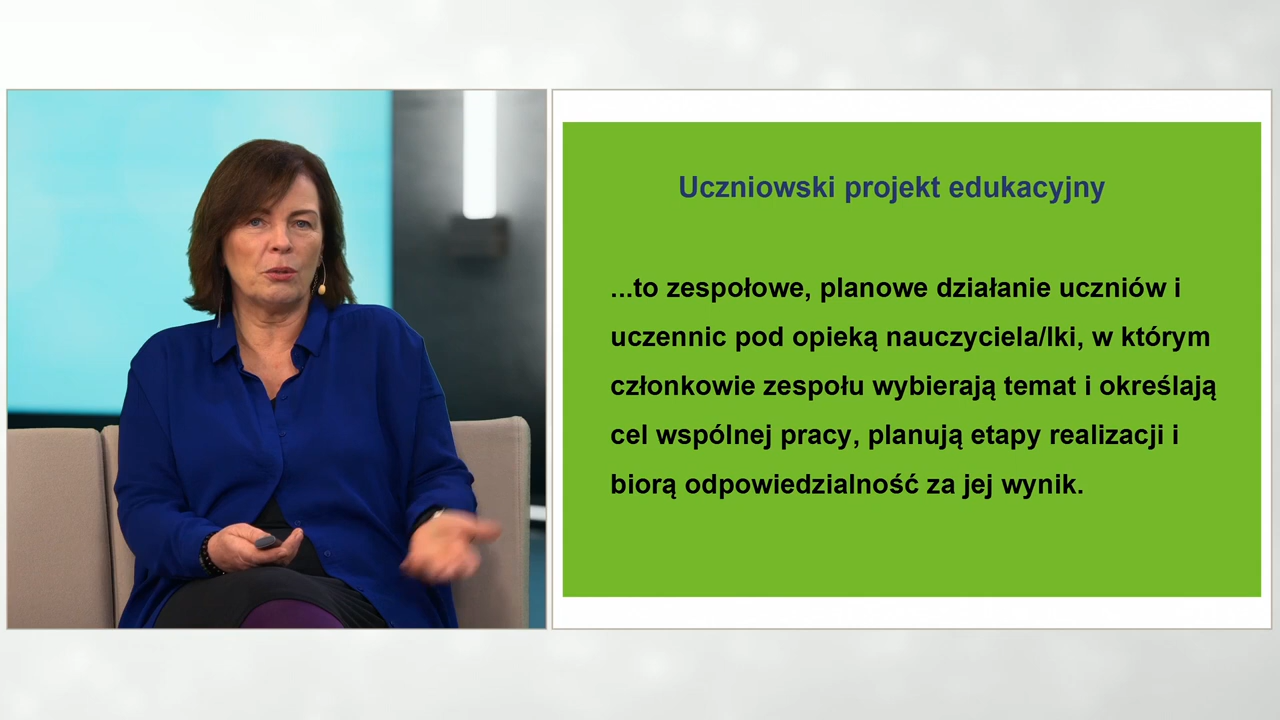 Uczniowski projekt edukacyjny
...to zespołowe, planowe działanie uczniów i
uczennic pod opieką nauczyciela/lki, w którym
członkowie zespołu wybierają temat i określają
cel wspólnej pracy, planują etapy realizacji i
biorą odpowiedzialność za jej wynik.